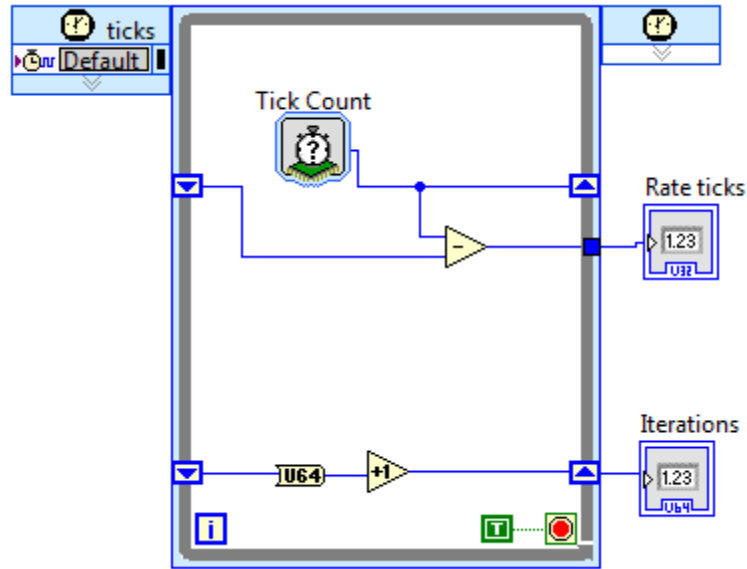 ticks
Default
Tick Count
?
Rate ticks
1.23
U32
-
Iterations
U64
+1
1.23
U64
i
T